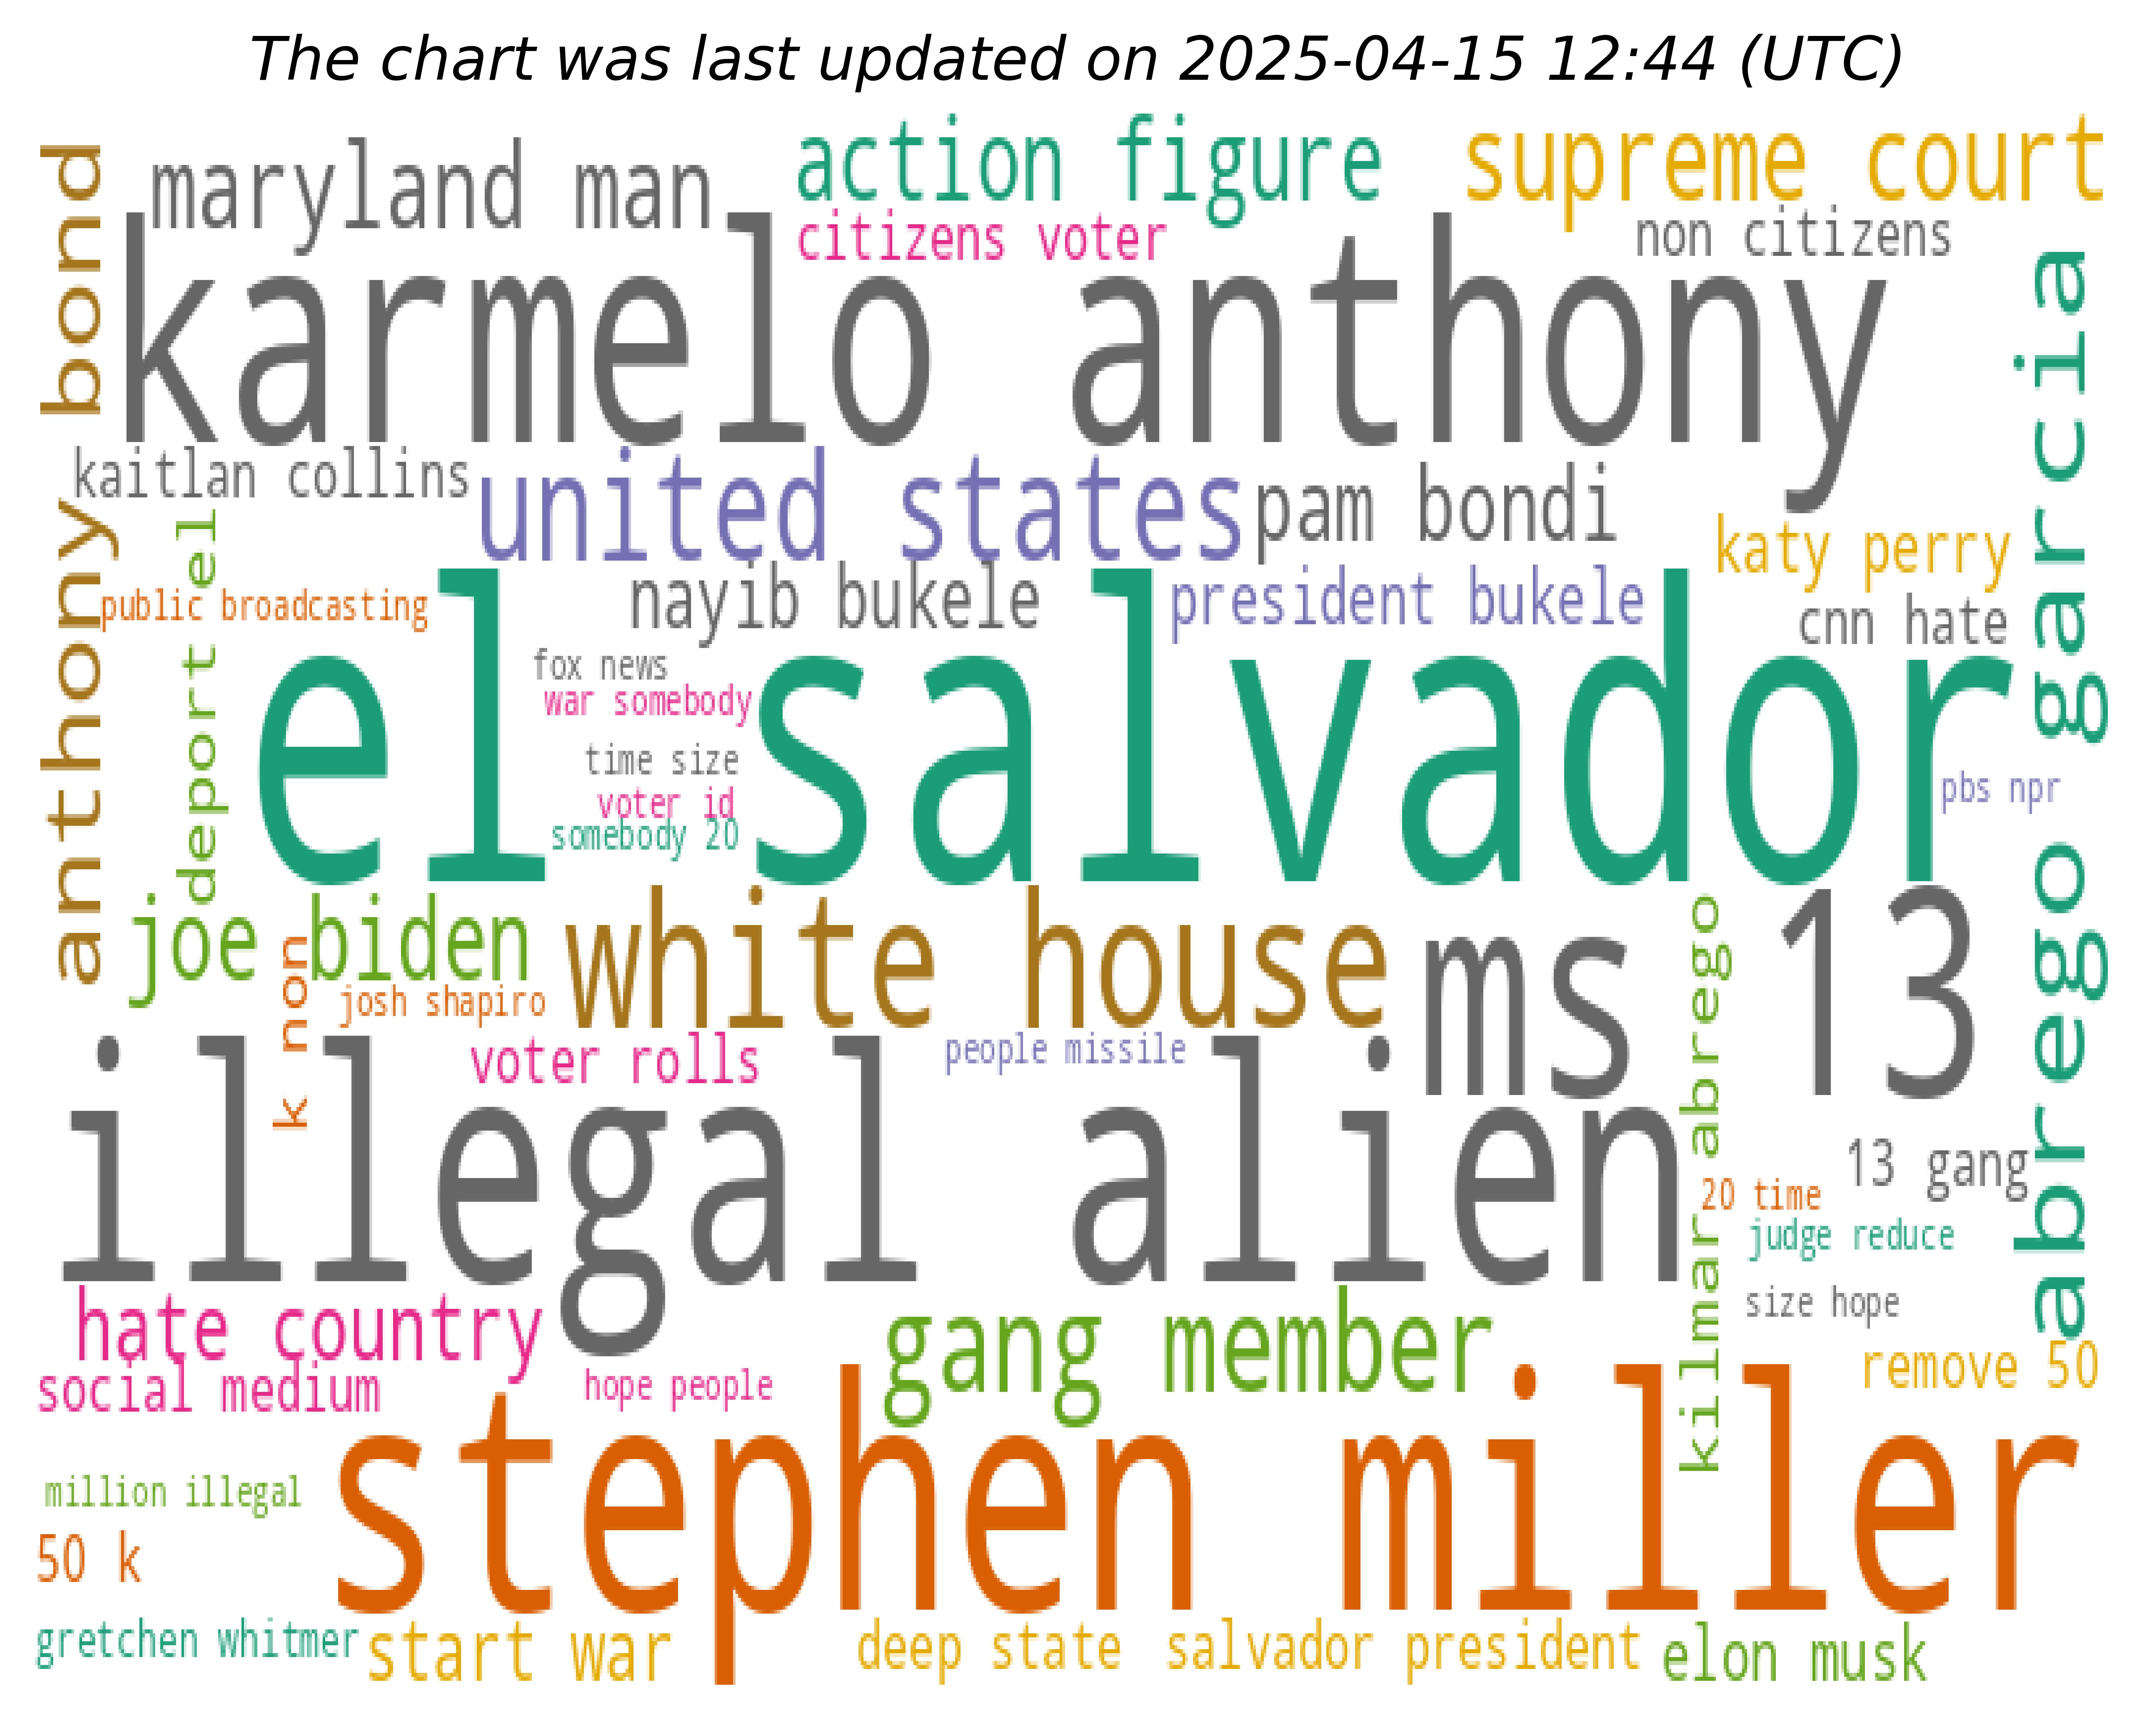 The chart was last updated on 2025-04-15 12:44 (UTC)
action figure
supreme court
maryland man
citizens voter
non citizens
karmelo anthony
anthony bond
abrego garcia
kaitlan collins
united states
pam bondi
katy perry
deport el
public broadcasting
nayib bukele
president bukele
cnn hate
el salvador
fox news
war somebody
time size
voter id
somebody 20
pbs npr
joe biden
white house
ms 13
k non
josh shapiro
voter rolls
people missile
kilmar abrego
illegal alien
13 gang
20 time
judge reduce
size hope
hate country
gang member
remove 50
social medium
hope people
stephen miller
million illegal
50 k
gretchen whitmer
start war
deep state
salvador president
elon musk